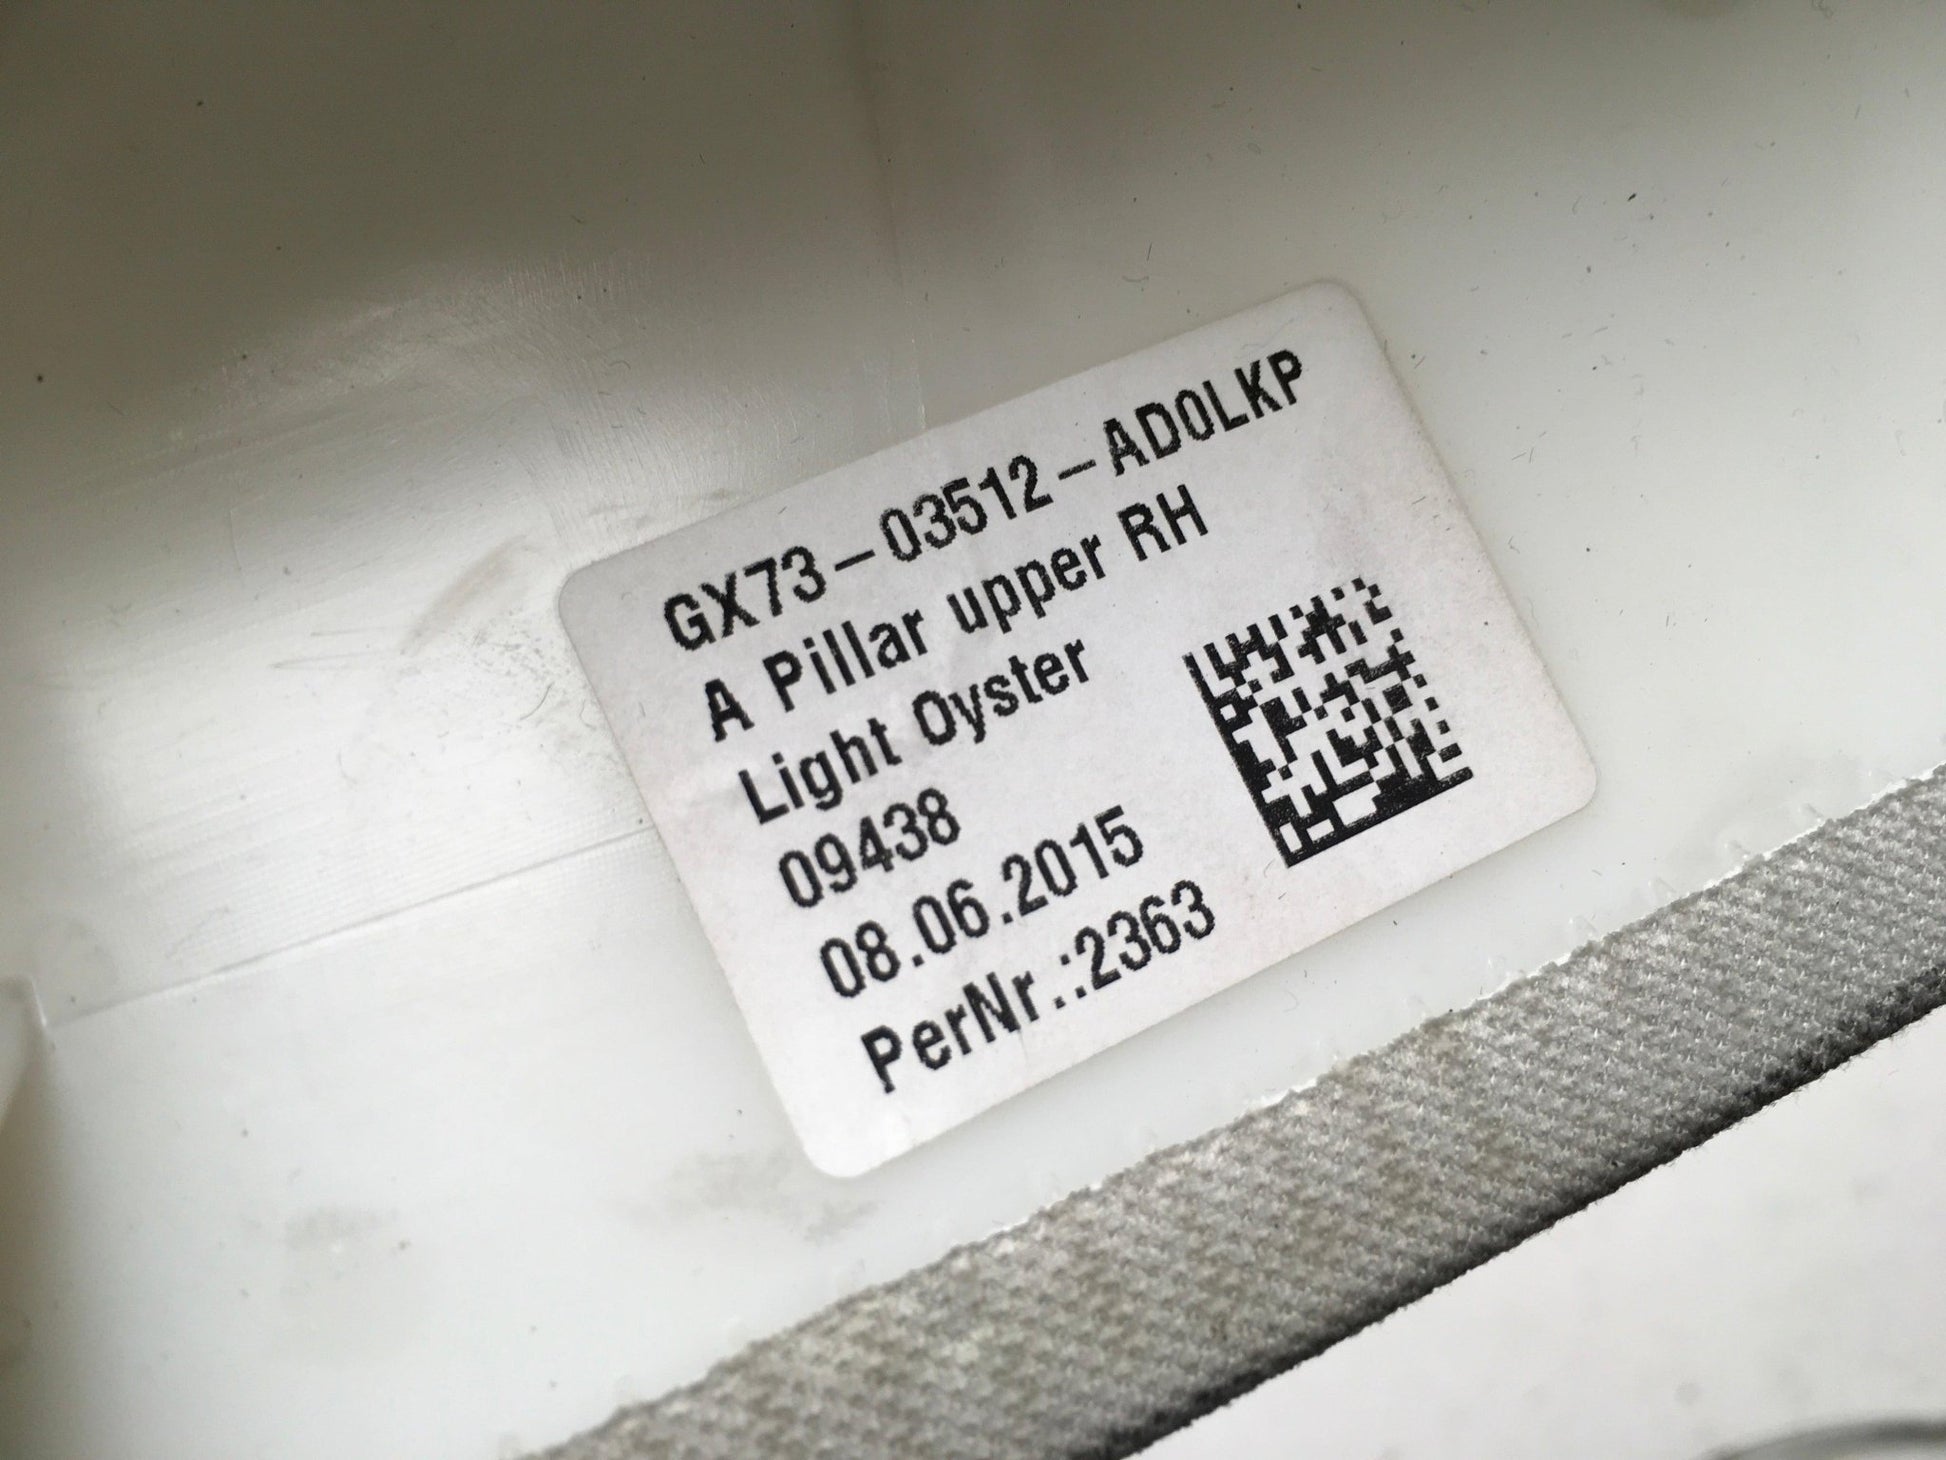 GX73-03512-AD0LKP
A Pillar upper RH
Light Oyster
09438
08.06.2015
PerNr.:2363